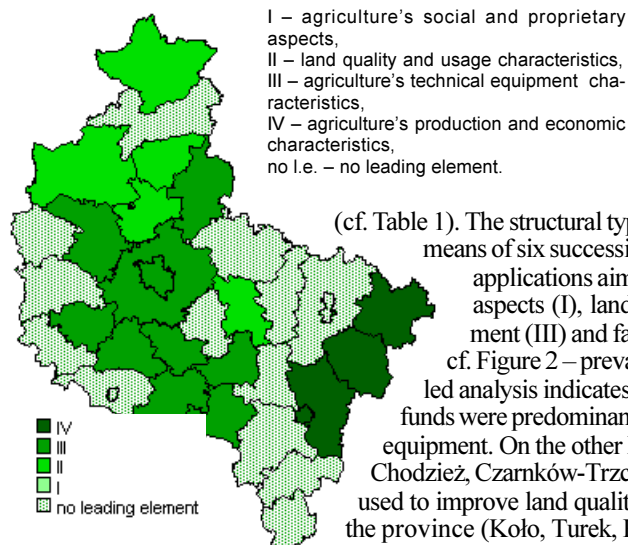 I – agriculture's social and proprietary
aspects,
II – land quality and usage characteristics,
III – agriculture's technical equipment cha-
racteristics,
IV – agriculture's production and economic
characteristics,
no l.e. – no leading element.
(cf. Table 1). The structural typ
means of six successi
applications aim
aspects (I), land
ment (III) and fa
cf. Figure 2 – preva
led analysis indicates
funds were predominan
equipment. On the other
Chodzież, Czarnków-Trzc
used to improve land qualit
the province (Koło, Turek,
IV
III
II
I
no leading element